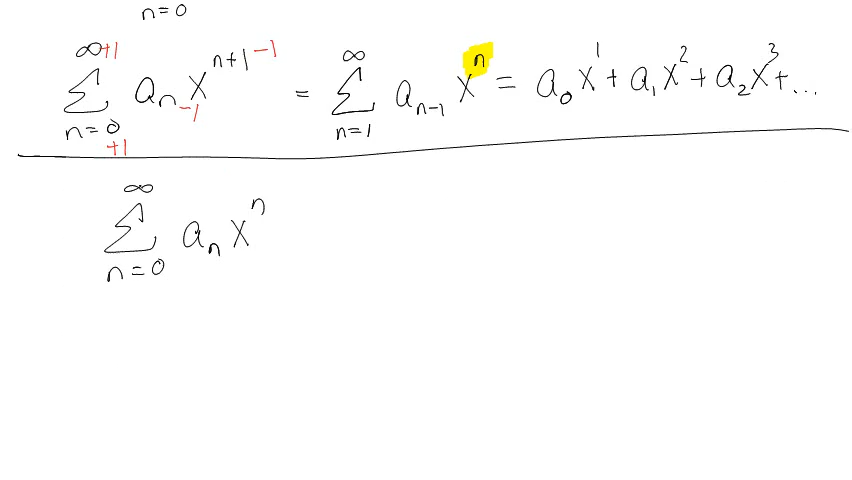 n=0
∞+1 ∑ n=0 +1 aₙ₋₁ xⁿ⁺¹⁻¹ = ∞ ∑ n=1 aₙ₋₁ xⁿ = a₀x¹ + a₁x² + a₂x³ + ...
∞ ∑ n=0 aₙ xⁿ